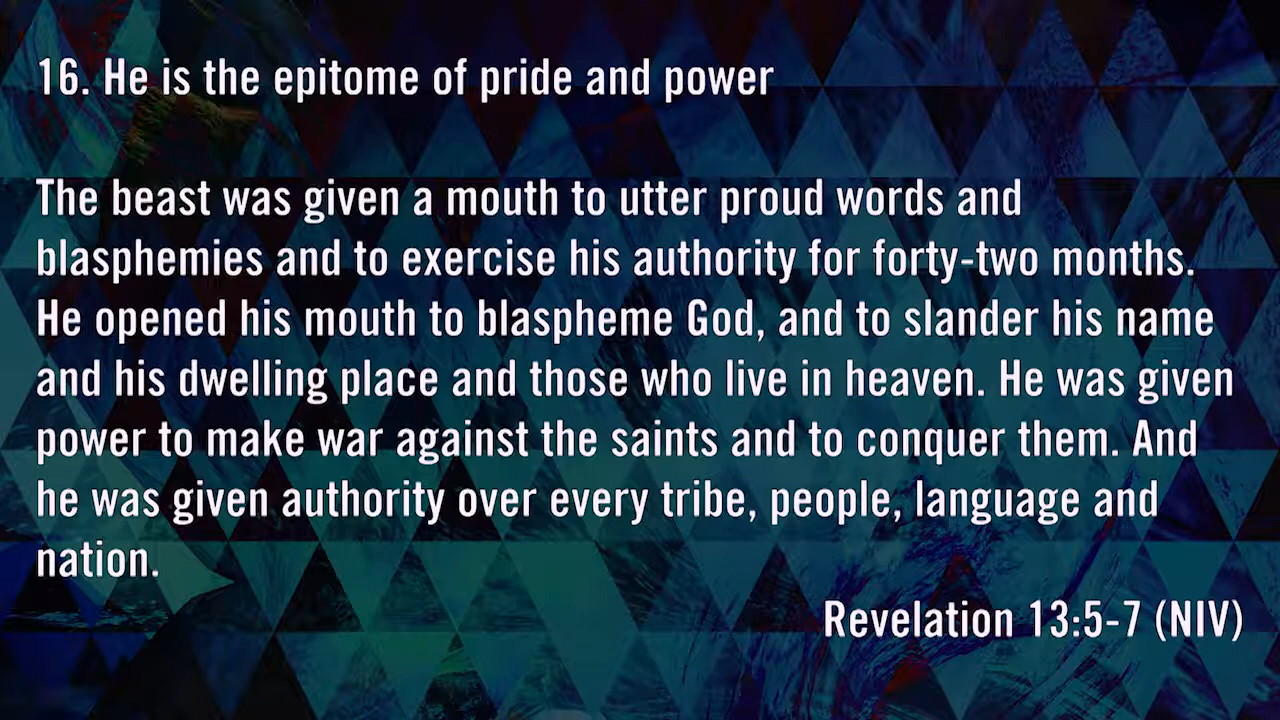 16. He is the epitome of pride and power
The beast was given a mouth to utter proud words and
blasphemies and to exercise his authority for forty-two months.
He opened his mouth to blaspheme God, and to slander his name
and his dwelling place and those who live in heaven. He was given
power to make war against the saints and to conquer them. And
he was given authority over every tribe, people, language and
nation.
Revelation 13:5-7 (NIV)